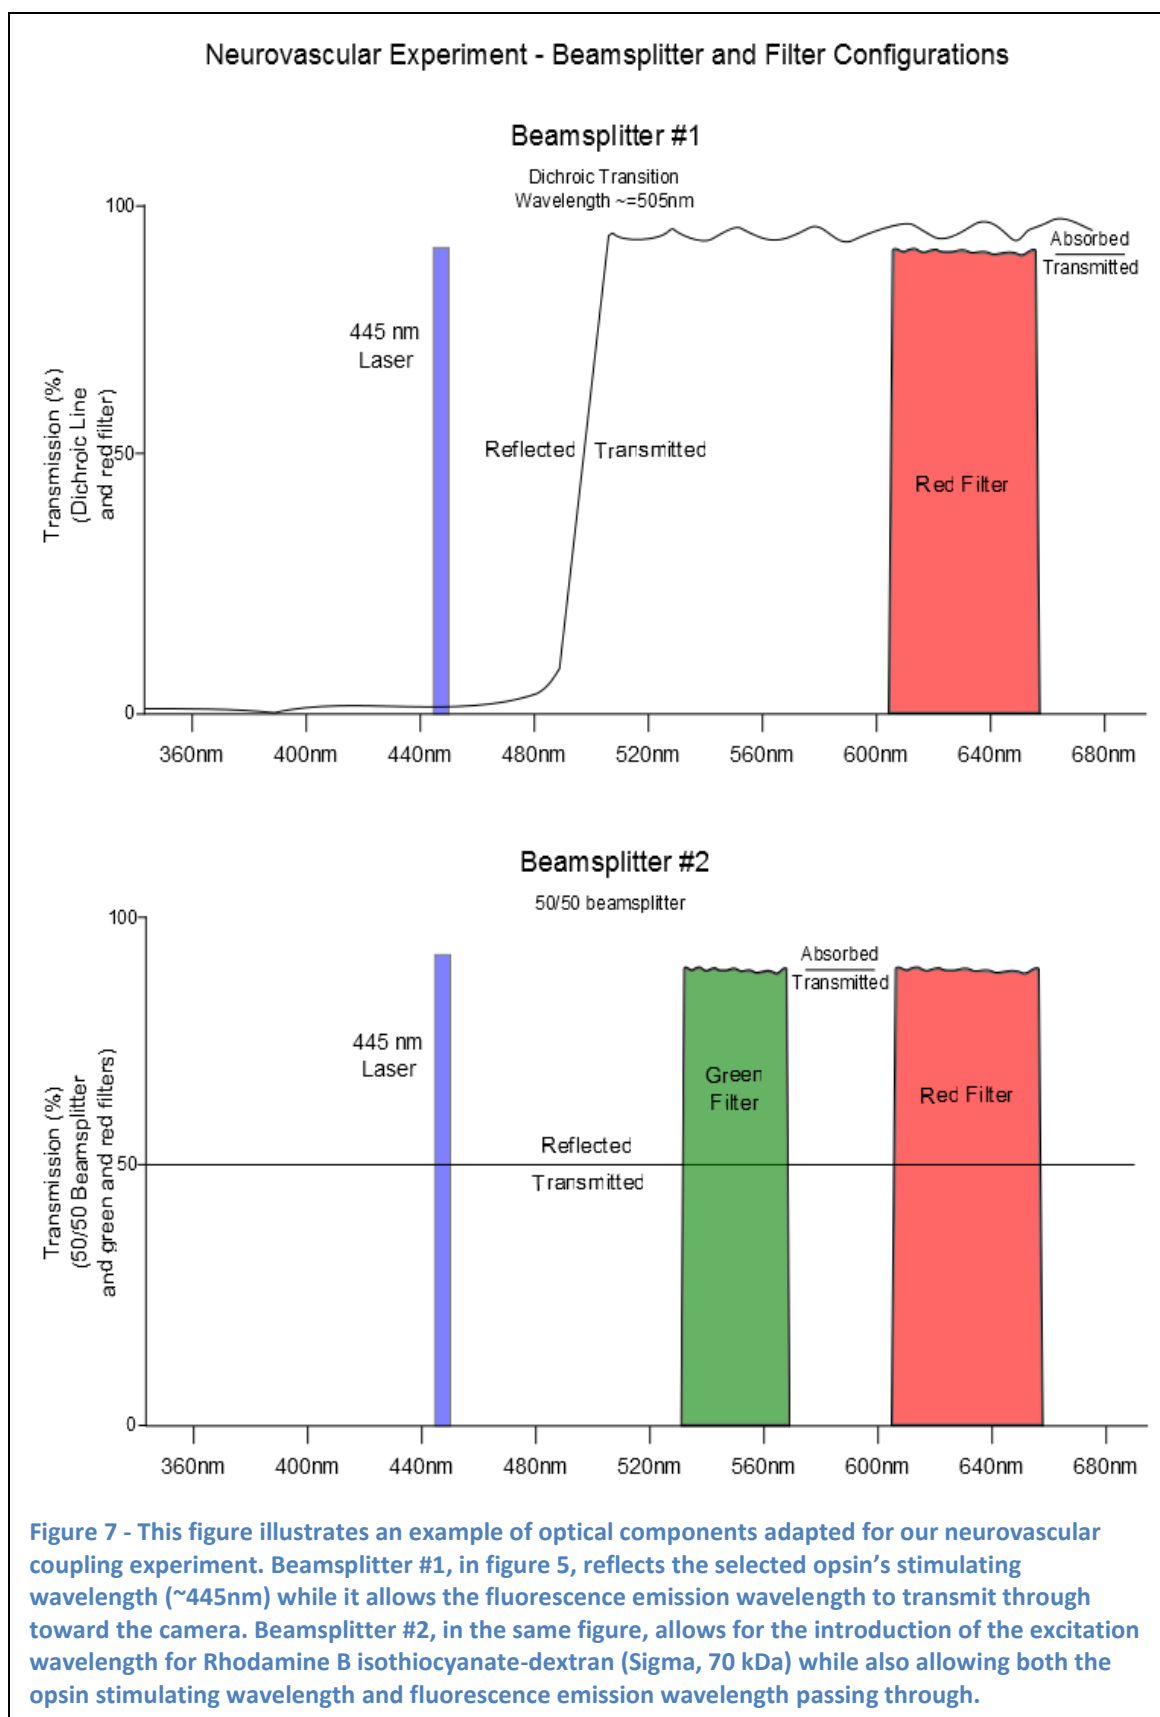 Neurovascular Experiment - Beamsplitter and Filter Configurations
Beamsplitter #1
Dichroic Transition
Wavelength ~=505nm
100
Absorbed
Transmitted
445 nm
Laser
Transmission (%)
(Dichroic Line
and red filter)
50
Reflected
Transmitted
Red Filter
0
360nm
400nm
440nm
480nm
520nm
560nm
600nm
640nm
680nm
Beamsplitter #2
50/50 beamsplitter
100
Absorbed
Transmitted
445 nm
Laser
Green
Filter
Red Filter
Transmission (%)
(50/50 Beamsplitter
and green and red filters)
Reflected
50
Transmitted
0
360nm
400nm
440nm
480nm
520nm
560nm
600nm
640nm
680nm
Figure 7 - This figure illustrates an example of optical components adapted for our neurovascular
coupling experiment. Beamsplitter #1, in figure 5, reflects the selected opsin’s stimulating
wavelength (~445nm) while it allows the fluorescence emission wavelength to transmit through
toward the camera. Beamsplitter #2, in the same figure, allows for the introduction of the excitation
wavelength for Rhodamine B isothiocyanate-dextran (Sigma, 70 kDa) while also allowing both the
opsin stimulating wavelength and fluorescence emission wavelength passing through.